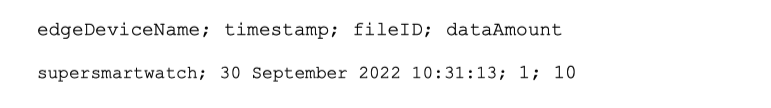 edgeDeviceName; timestamp; fileID; dataAmount
supersmartwatch; 30 September 2022 10:31:13; 1; 10